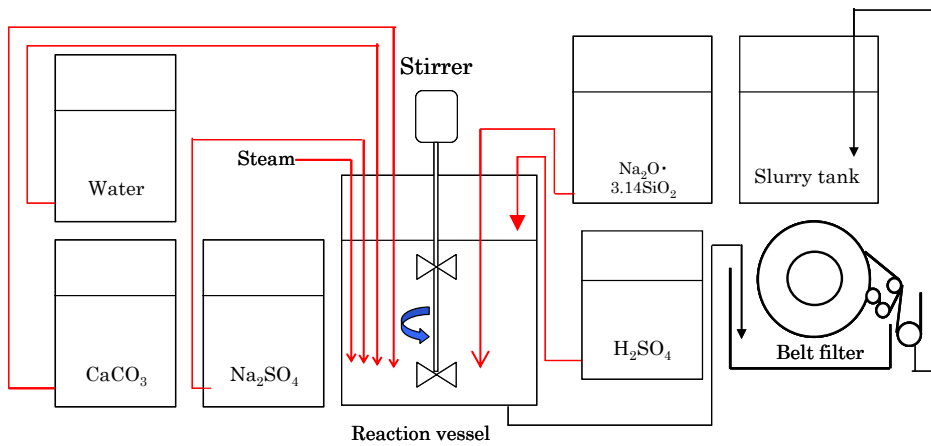 Stirrer
Water
Steam
Na₂O・
3.14SiO₂
Slurry tank
CaCO₃
Na₂SO₄
H₂SO₄
Belt filter
Reaction vessel